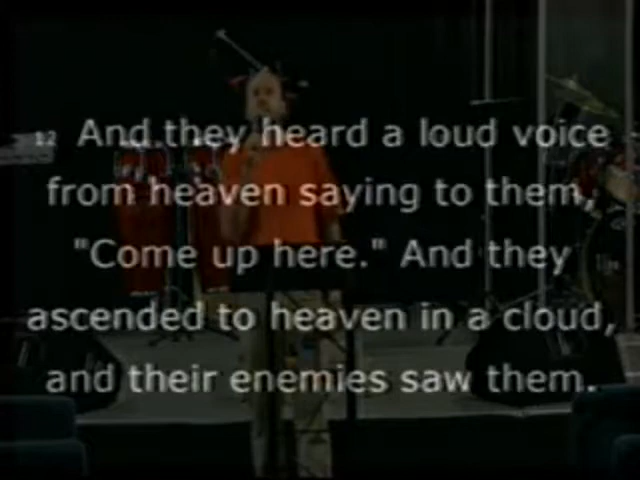 12 And they heard a loud voice
from heaven saying to them,
"Come up here." And they
ascended to heaven in a cloud,
and their enemies saw them.